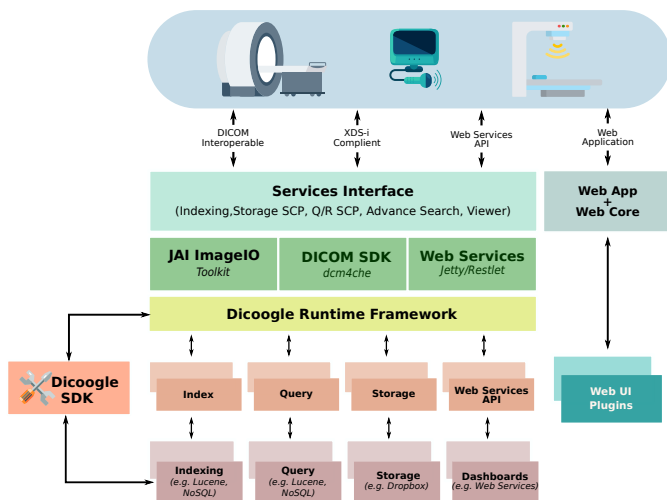 DICOM
Interoperable
XDS-i
Complient
Web Services
API
Web
Application
Services Interface
(Indexing,Storage SCP, Q/R SCP, Advance Search, Viewer)
Web App
+
Web Core
JAI ImageIO
Toolkit
DICOM SDK
dcm4che
Web Services
Jetty/Restlet
Dicoogle Runtime Framework
Dicoogle
SDK
Index
Query
Storage
Web Services
API
Web UI
Plugins
Indexing
(e.g. Lucene,
NoSQL)
Query
(e.g. Lucene,
NoSQL)
Storage
(e.g. Dropbox)
Dashboards
(e.g. Web Services)